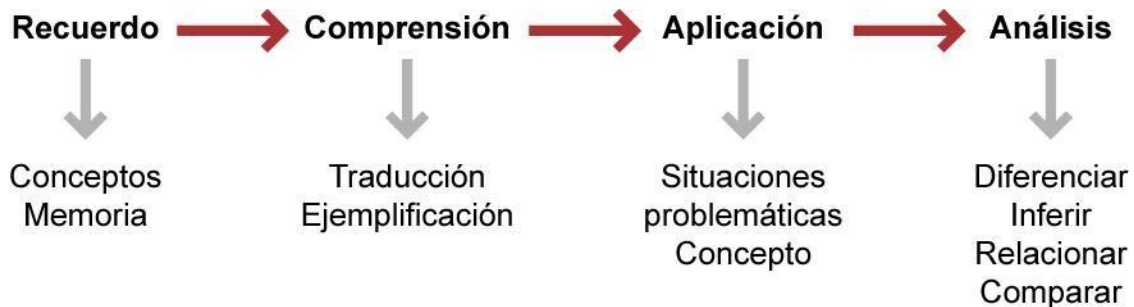 Recuerdo
Comprensión
Aplicación
Análisis
Conceptos
Memoria
Traducción
Ejemplificación
Situaciones
problemáticas
Concepto
Diferenciar
Inferir
Relacionar
Comparar